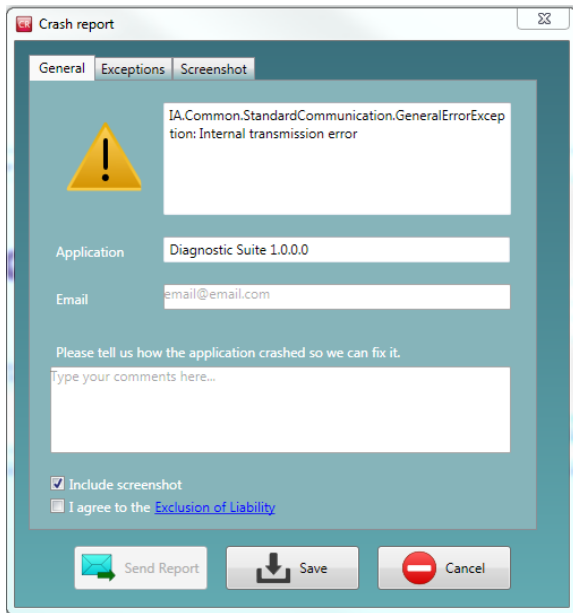 CR Crash report
General Exceptions Screenshot
IA.Common.StandardCommunication.GeneralErrorExcep
tion: Internal transmission error
Application Diagnostic Suite 1.0.0.0
Email email@email.com
Please tell us how the application crashed so we can fix it.
Type your comments here...
Include screenshot
I agree to the Exclusion of Liability
Send Report Save Cancel